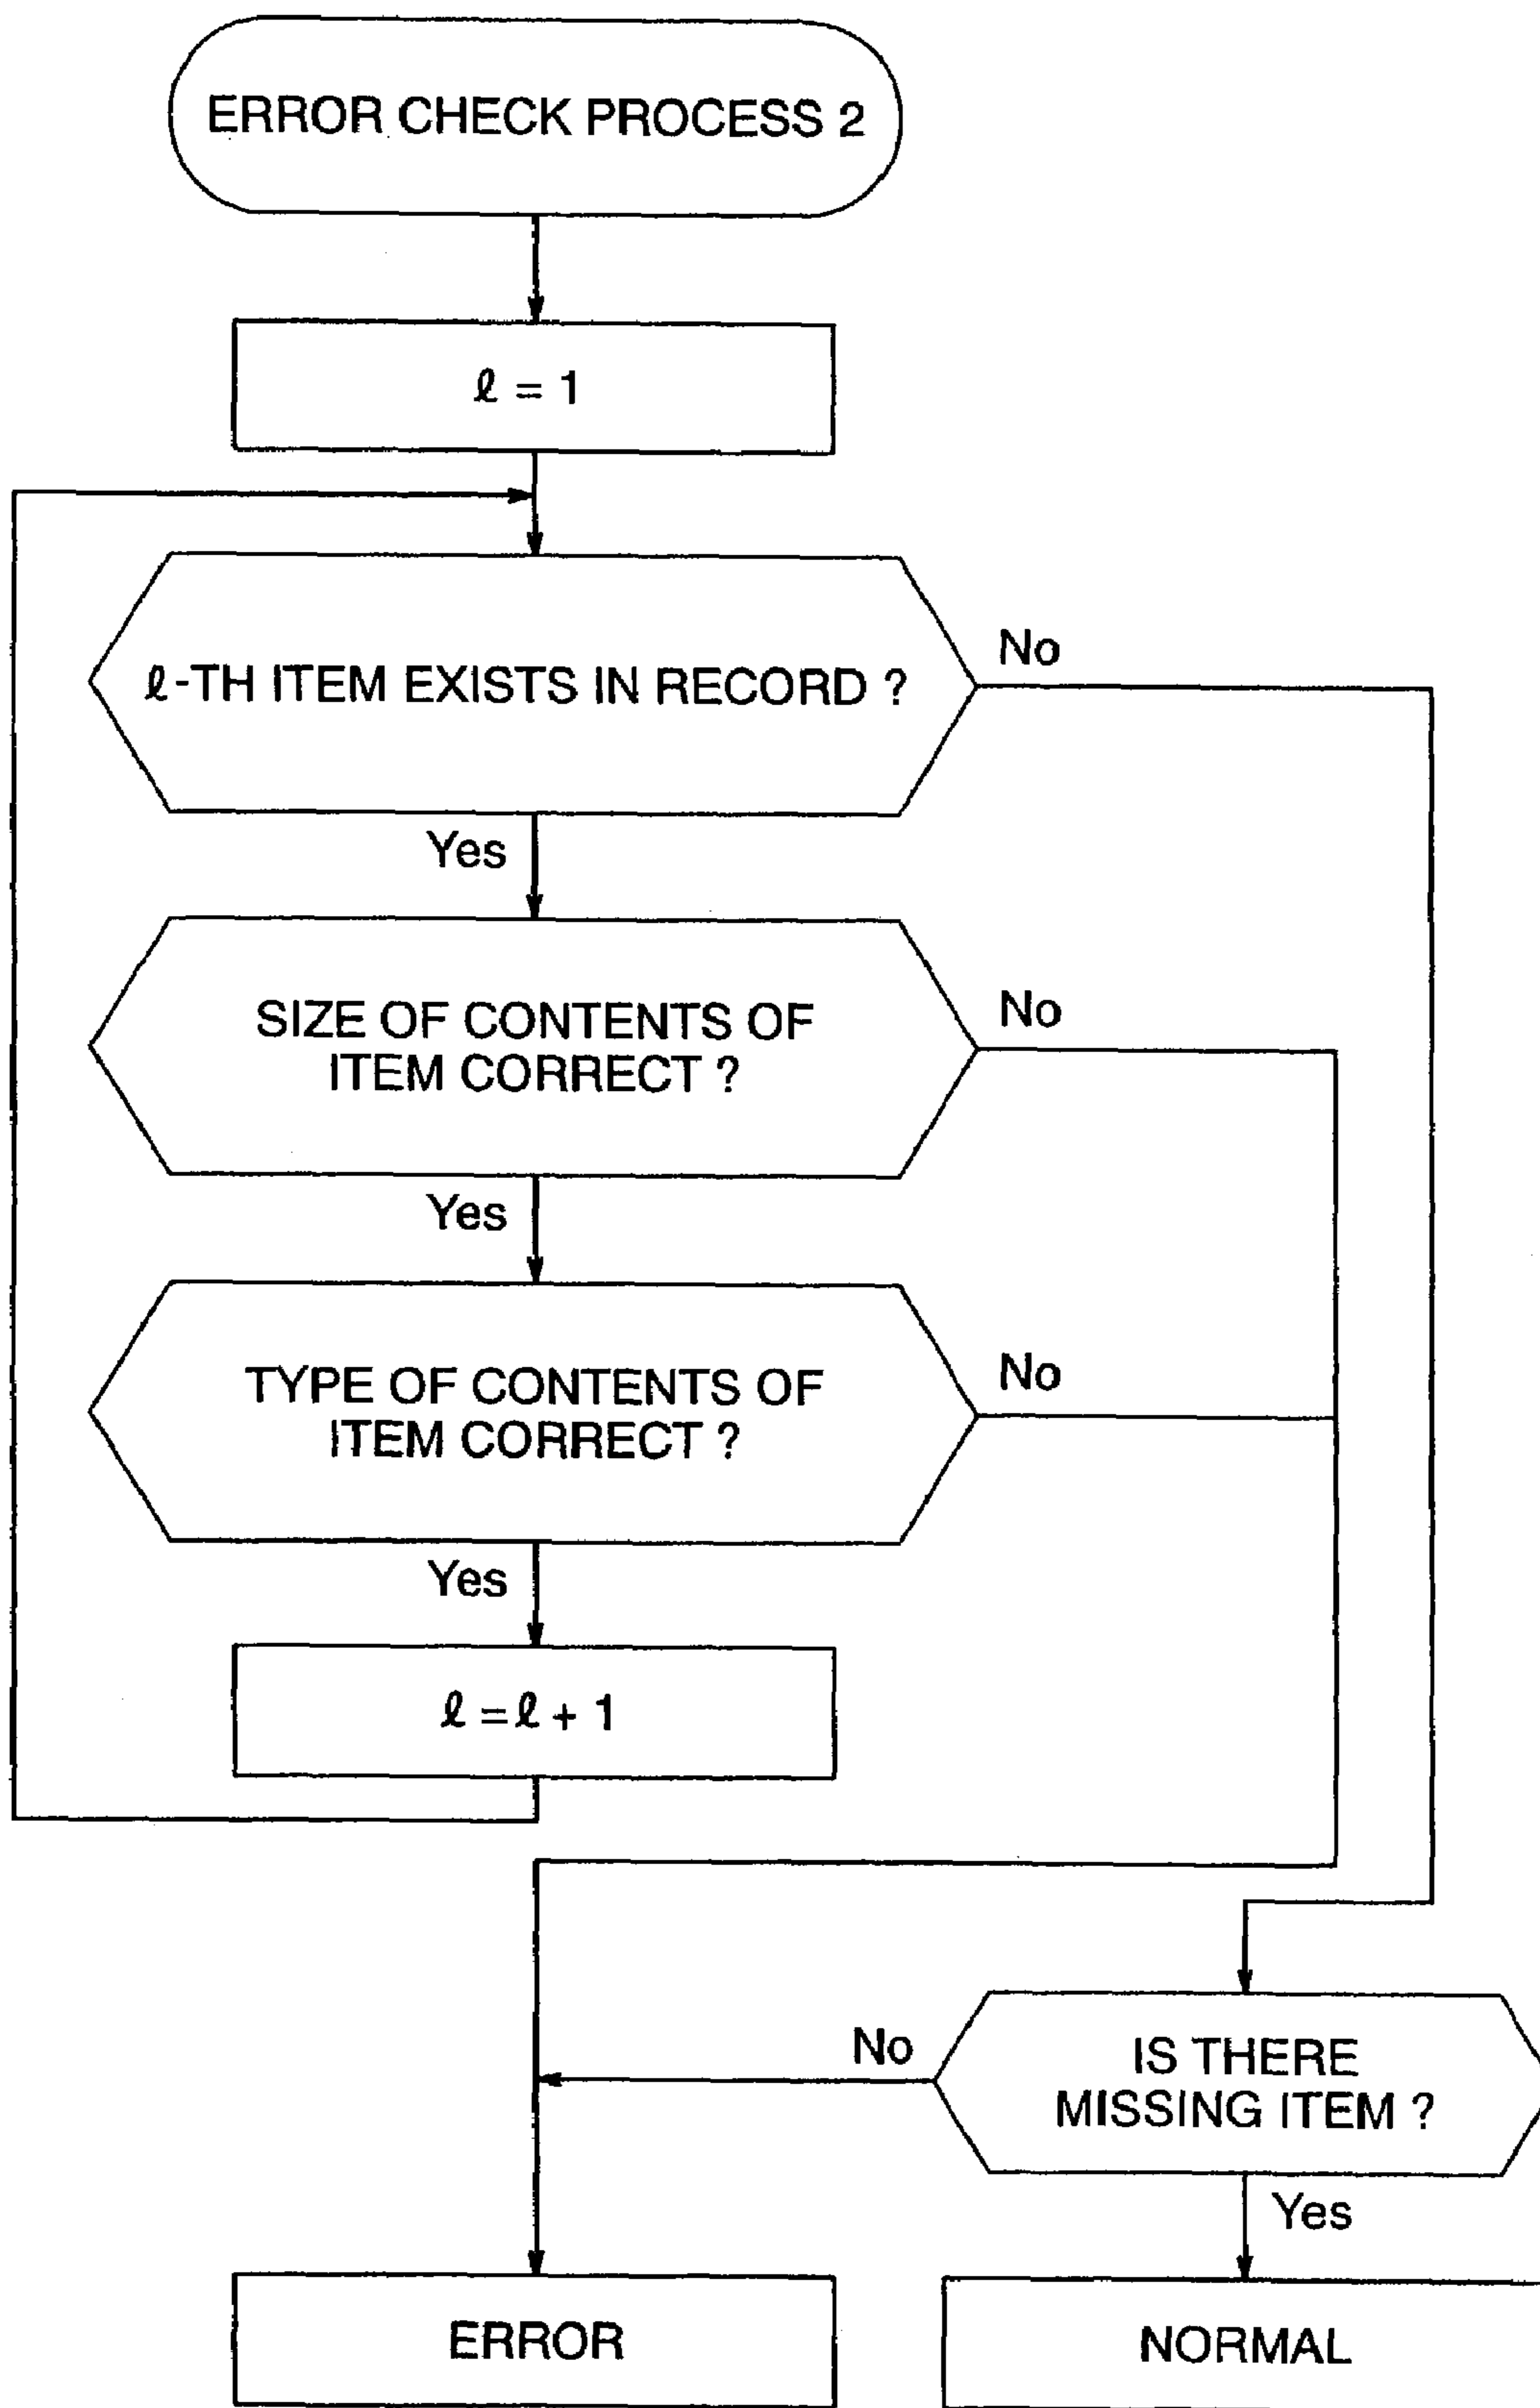 ERROR CHECK PROCESS 2
ℓ = 1
ℓ-TH ITEM EXISTS IN RECORD ?
No
Yes
SIZE OF CONTENTS OF
ITEM CORRECT ?
No
Yes
TYPE OF CONTENTS OF
ITEM CORRECT ?
No
Yes
ℓ = ℓ + 1
No
IS THERE
MISSING ITEM ?
Yes
ERROR
NORMAL